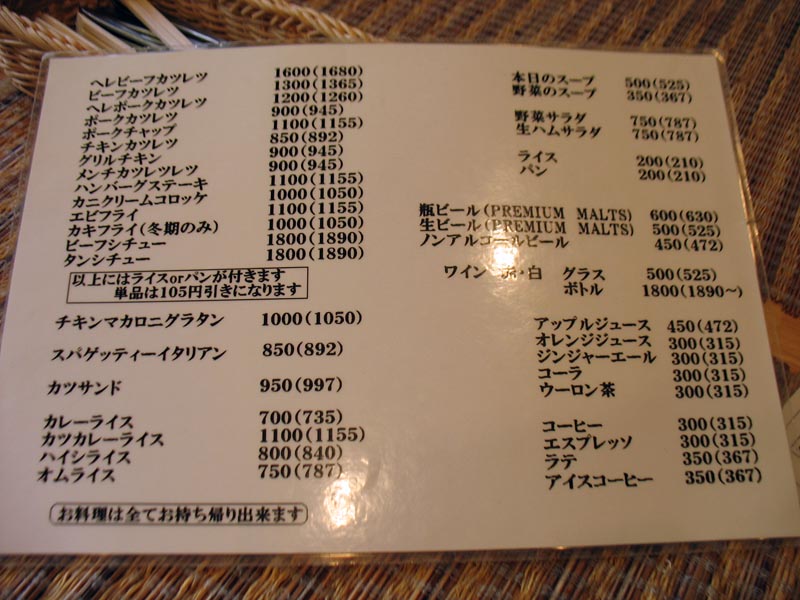 ヘレビーフカツレツ 1600(1680)
ビーフカツレツ 1300(1365)
ヘレポークカツレツ 1200(1260)
ポークカツレツ 900(945)
ポークチャップ 1100(1155)
チキンカツレツ 850(892)
グリルチキン 900(945)
メンチカツレツレツ 900(945)
ハンバーグステーキ 1100(1155)
カニクリームコロッケ 1000(1050)
エビフライ 1100(1155)
カキフライ(冬期のみ) 1000(1050)
ビーフシチュー 1800(1890)
タンシチュー 1800(1890)
以上にはライスorパンが付きます
単品は105円引きになります
チキンマカロニグラタン 1000(1050)
スパゲッティーイタリアン 850(892)
カツサンド 950(997)
カレーライス 700(735)
カツカレーライス 1100(1155)
ハイシライス 800(840)
オムライス 750(787)
お料理は全てお持ち帰り出来ます
本日のスープ 500(525)
野菜のスープ 350(367)
野菜サラダ 750(787)
生ハムサラダ 750(787)
ライス 200(210)
パン 200(210)
瓶ビール(PREMIUM MALTS) 600(630)
生ビール(PREMIUM MALTS) 500(525)
ノンアルコールビール 450(472)
ワイン 赤・白 グラス 500(525)
ボトル 1800(1890～)
アップルジュース 450(472)
オレンジジュース 300(315)
ジンジャーエール 300(315)
コーラ 300(315)
ウーロン茶 300(315)
コーヒー 300(315)
エスプレッソ 300(315)
ラテ 350(367)
アイスコーヒー 350(367)